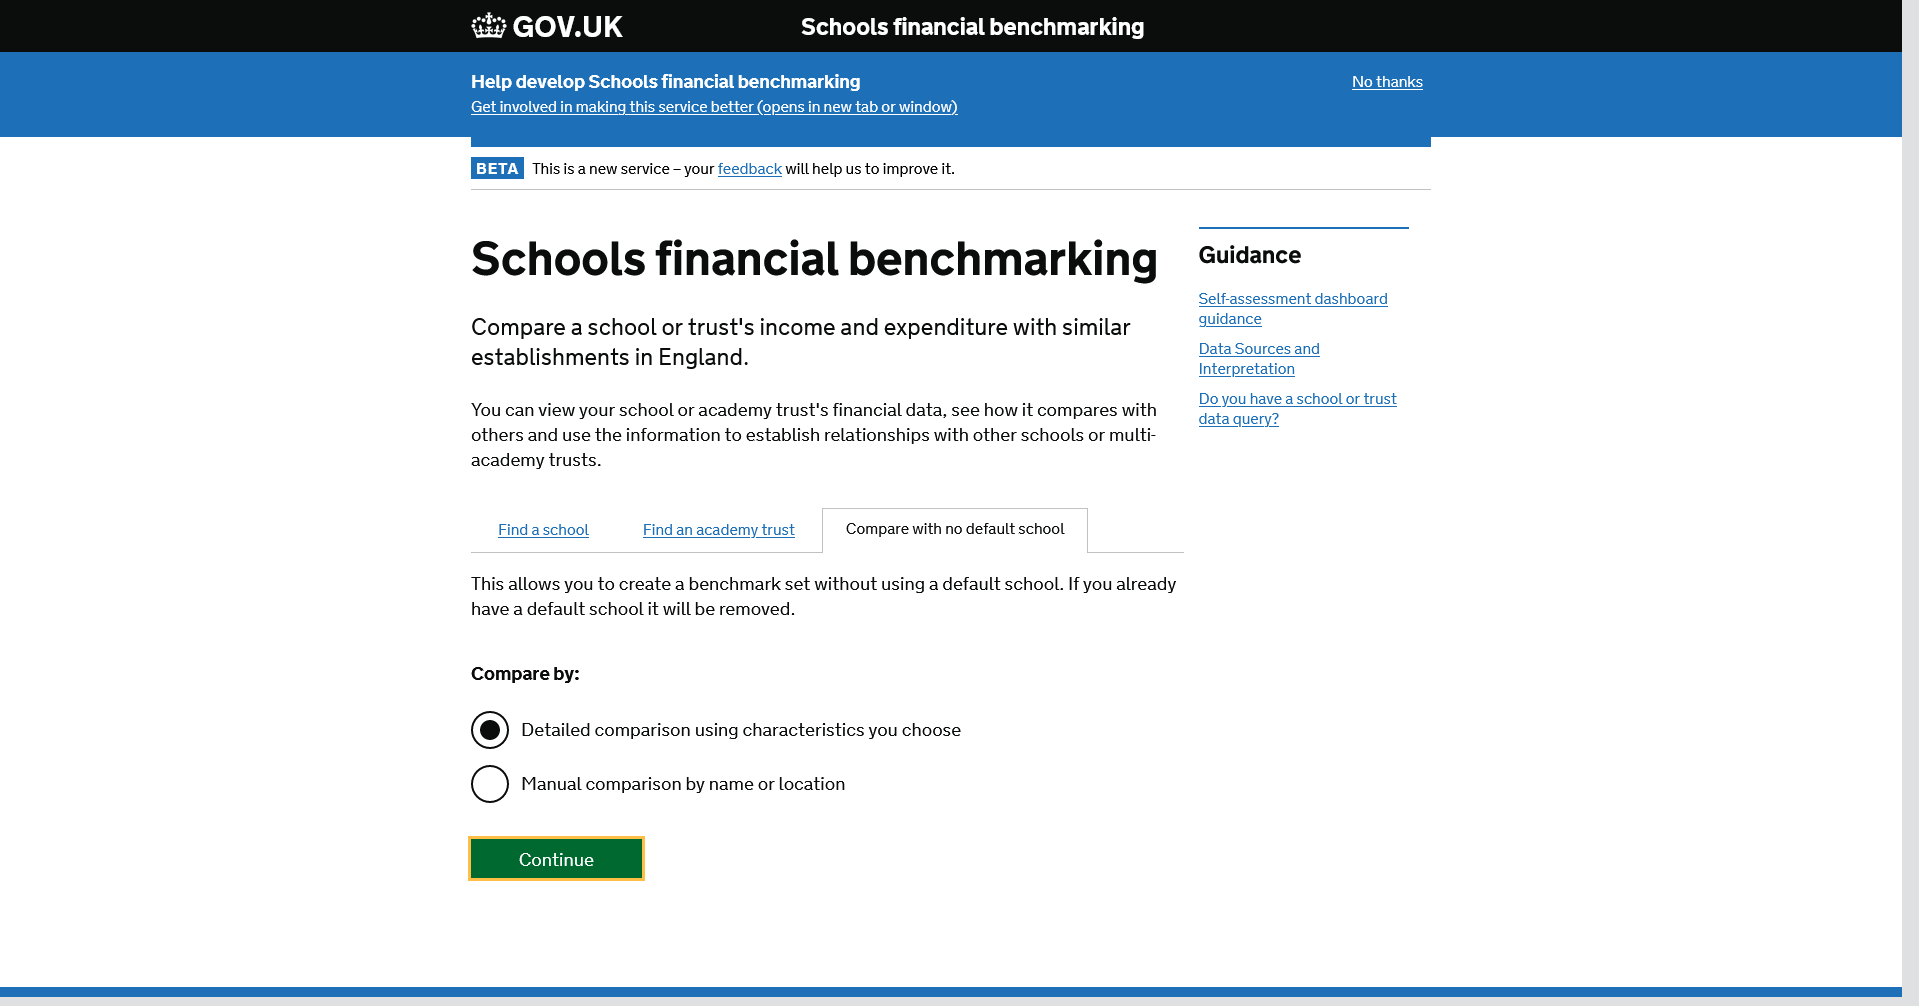 GOV.UK
Schools financial benchmarking
Help develop Schools financial benchmarking
No thanks
Get involved in making this service better (opens in new tab or window)
BETA This is a new service – your feedback will help us to improve it.
Schools financial benchmarking
Compare a school or trust's income and expenditure with similar
establishments in England.
You can view your school or academy trust's financial data, see how it compares with
others and use the information to establish relationships with other schools or multi-
academy trusts.
Guidance
Self-assessment dashboard
guidance
Data Sources and
Interpretation
Do you have a school or trust
data query?
Find a school
Find an academy trust
Compare with no default school
This allows you to create a benchmark set without using a default school. If you already
have a default school it will be removed.
Compare by:
Detailed comparison using characteristics you choose
Manual comparison by name or location
Continue